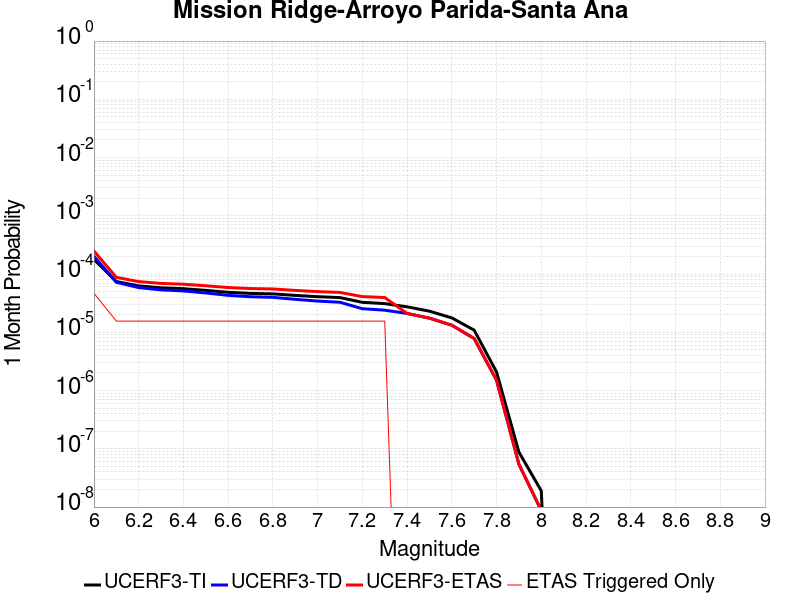 Mission Ridge-Arroyo Parida-Santa Ana
10^0
10^-1
10^-2
10^-3
10^-4
10^-5
10^-6
10^-7
10^-8
1 Month Probability
6 6.2 6.4 6.6 6.8 7 7.2 7.4 7.6 7.8 8 8.2 8.4 8.6 8.8 9
Magnitude
UCERF3-TI UCERF3-TD UCERF3-ETAS ETAS Triggered Only